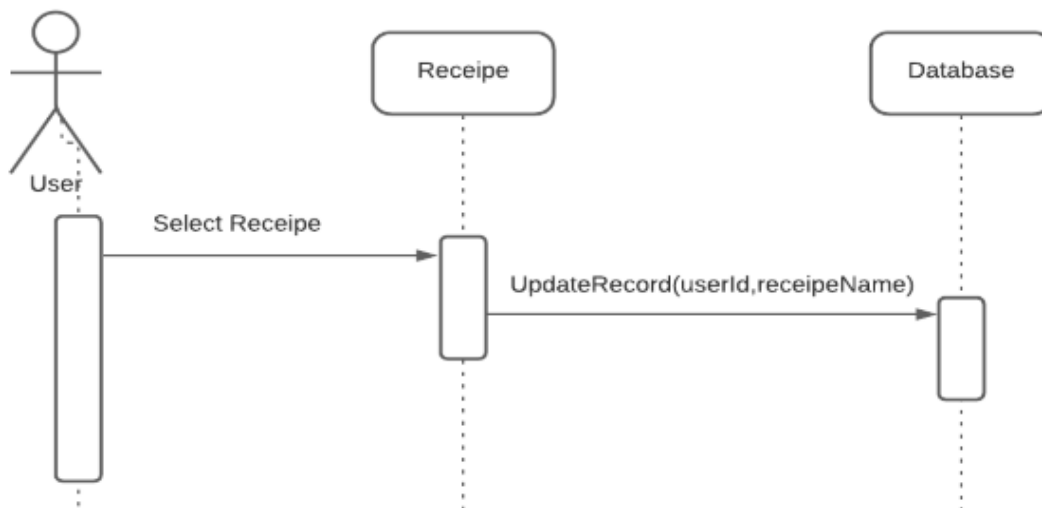 Receipe
Database
User
Select Receipe
UpdateRecord(userId,receipeName)